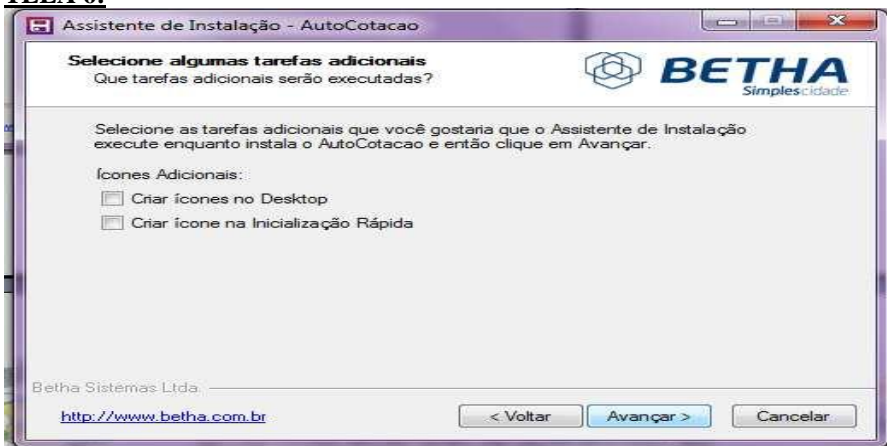 TELA 6:
Assistente de Instalação - AutoCotacao
Selecione algumas tarefas adicionais
Que tarefas adicionais serão executadas?
BETHA
Simplescidade
Selecione as tarefas adicionais que você gostaria que o Assistente de Instalação
execute enquanto instala o AutoCotacao e então clique em Avançar.
Ícones Adicionais:
Criar ícones no Desktop
Criar ícone na Inicialização Rápida
Betha Sistemas Ltda.
http://www.betha.com.br
< Voltar
Avançar >
Cancelar